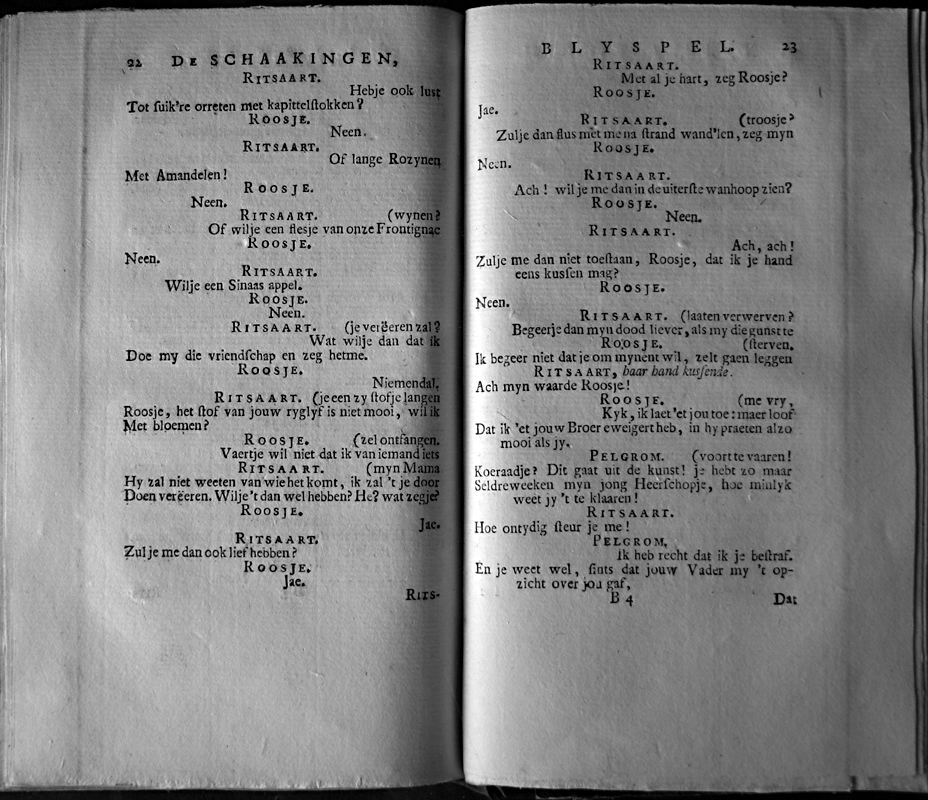 22 DE SCHAAKINGEN,
RITSAART.
Hebje ook lust
Tot ſuik're orreten met kapittelſtokken?
ROOSJE.
Neen.
RITSAART.
Of lange Rozynen
Met Amandelen!
ROOSJE.
Neen.
RITSAART. (wynen?
Of wilje een fleſje van onze Frontignac
ROOSJE.
Neen.
RITSAART.
Wilje een Sinaas appel.
ROOSJE.
Neen.
RITSAART. (je veréeren zal?
Wat wilje dan dat ik
Doe my die vriendſchap en zeg hetme.
ROOSJE.
Niemendal.
RITSAART. (je een zy ſtofje langen
Roosje, het ſtof van jouw ryglyf is niet mooi, wil ik
Met bloemen?
ROOSJE. (zel ontfangen.
Vaertje wil niet dat ik van iemand iets
RITSAART. (myn Mama
Hy zal niet weeten van wie het komt, ik zal 't je door
Doen veréeren. Wilje't dan wel hebben? He? wat zegje?
ROOSJE.
Jae.
RITSAART.
Zulje me dan ook lief hebben?
ROOSJE.
Jae.
RITS-
BLYSPEL. 23
RITSAART.
Met al je hart, zeg Roosje?
ROOSJE.
Jae.
RITSAART. (troosje?
Zulje dan flus met me na ſtrand wand'len, zeg myn
ROOSJE.
Neen.
RITSAART.
Ach! wil je me dan in de uiterſte wanhoop zien?
ROOSJE.
Neen.
RITSAART.
Ach, ach!
Zulje me dan niet toeſtaan, Roosje, dat ik je hand
eens kusſen mag?
ROOSJE.
Neen.
RITSAART. (laaten verwerven?
Begeerje dan myn dood liever, als my die gunst te
ROOSJE. (ſterven.
Ik begeer niet dat je om mynent wil, zelt gaen leggen
RITSAART, haar hand kusſende.
Ach myn waarde Roosje!
ROOSJE. (me vry,
Kyk, ik laet 'et jou toe: maer loof
Dat ik 'et jouw Broer eweigert heb, in hy praeten alzo
mooi als jy.
PELGROM. (voort te vaaren!
Koeraadje? Dit gaat uit de kunst! je hebt zo maar
Seldreweeken myn jong Heerſchopje, hoe minlyk
weet jy 't te klaaren!
RITSAART.
Hoe ontydig ſteur je me!
PELGROM.
Ik heb recht dat ik je beſtraf.
En je weet wel, ſints dat jouw Vader my 't op-
zicht over jou gaf,
B 4 Dat